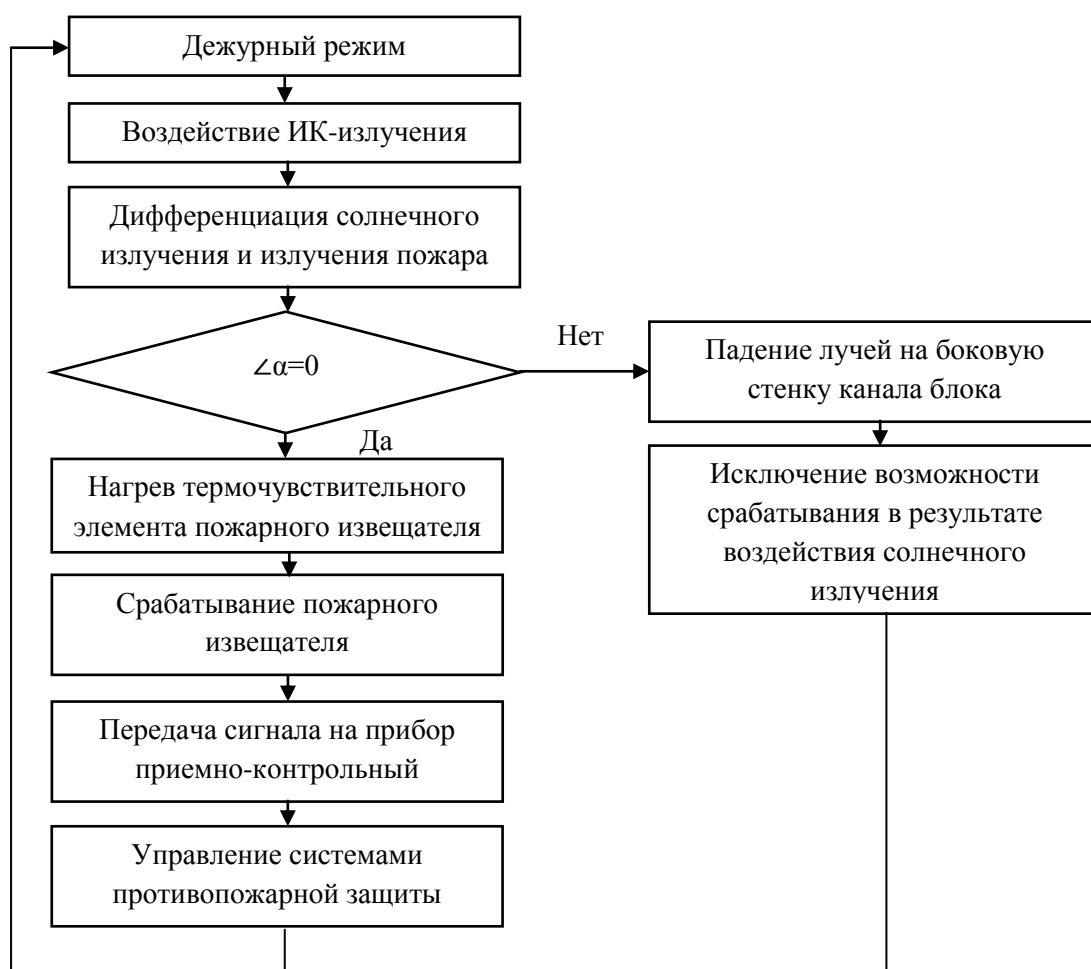 Дежурный режим
Воздействие ИК-излучения
Дифференциация солнечного
излучения и излучения пожара
∠α=0
Нет
Падение лучей на боковую
стенку канала блока
Да
Исключение возможности
срабатывания в результате
воздействия солнечного
излучения
Нагрев термочувствительного
элемента пожарного извещателя
Срабатывание пожарного
извещателя
Передача сигнала на прибор
приемно-контрольный
Управление системами
противопожарной защиты